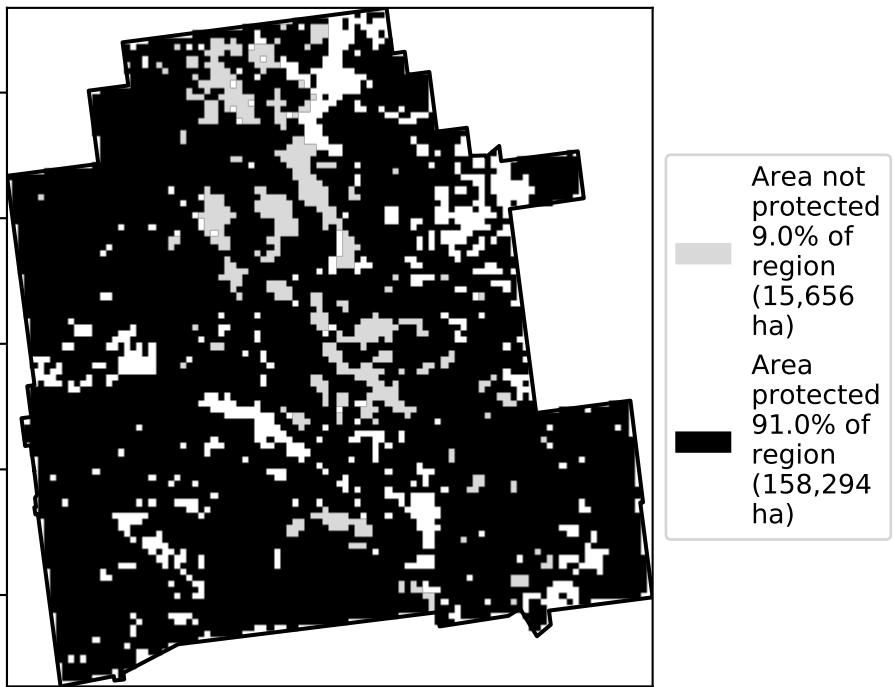 Area not
protected
9.0% of
region
(15,656
ha)
Area
protected
91.0% of
region
(158,294
ha)